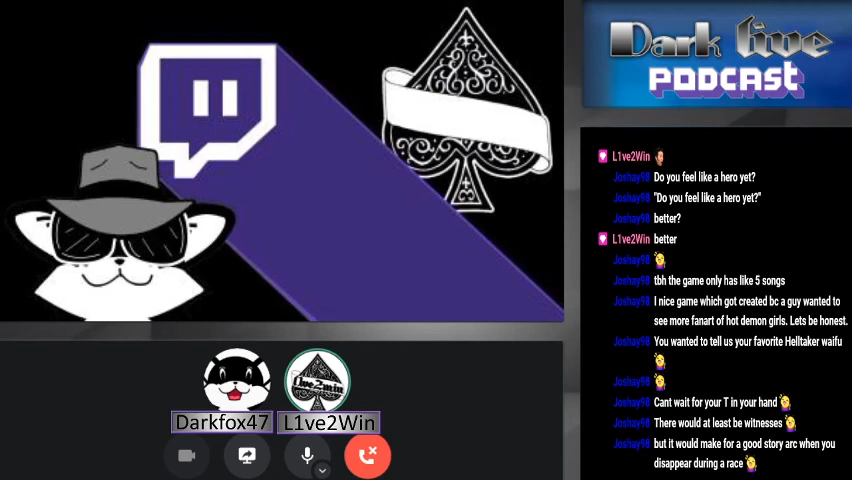 Dark live
PODCAST
L1ve2Win
Joshay98 Do you feel like a hero yet?
Joshay98 "Do you feel like a hero yet?"
Joshay98 better?
L1ve2Win better
Joshay98
Joshay98 tbh the game only has like 5 songs
Joshay98 I nice game which got created bc a guy wanted to
see more fanart of hot demon girls. Lets be honest.
Joshay98 You wanted to tell us your favorite Helltaker waifu
Joshay98
Joshay98 Cant wait for your T in your hand
Joshay98 There would at least be witnesses
Joshay98 but it would make for a good story arc when you
disappear during a race
L1ve2win
Darkfox47
L1ve2Win